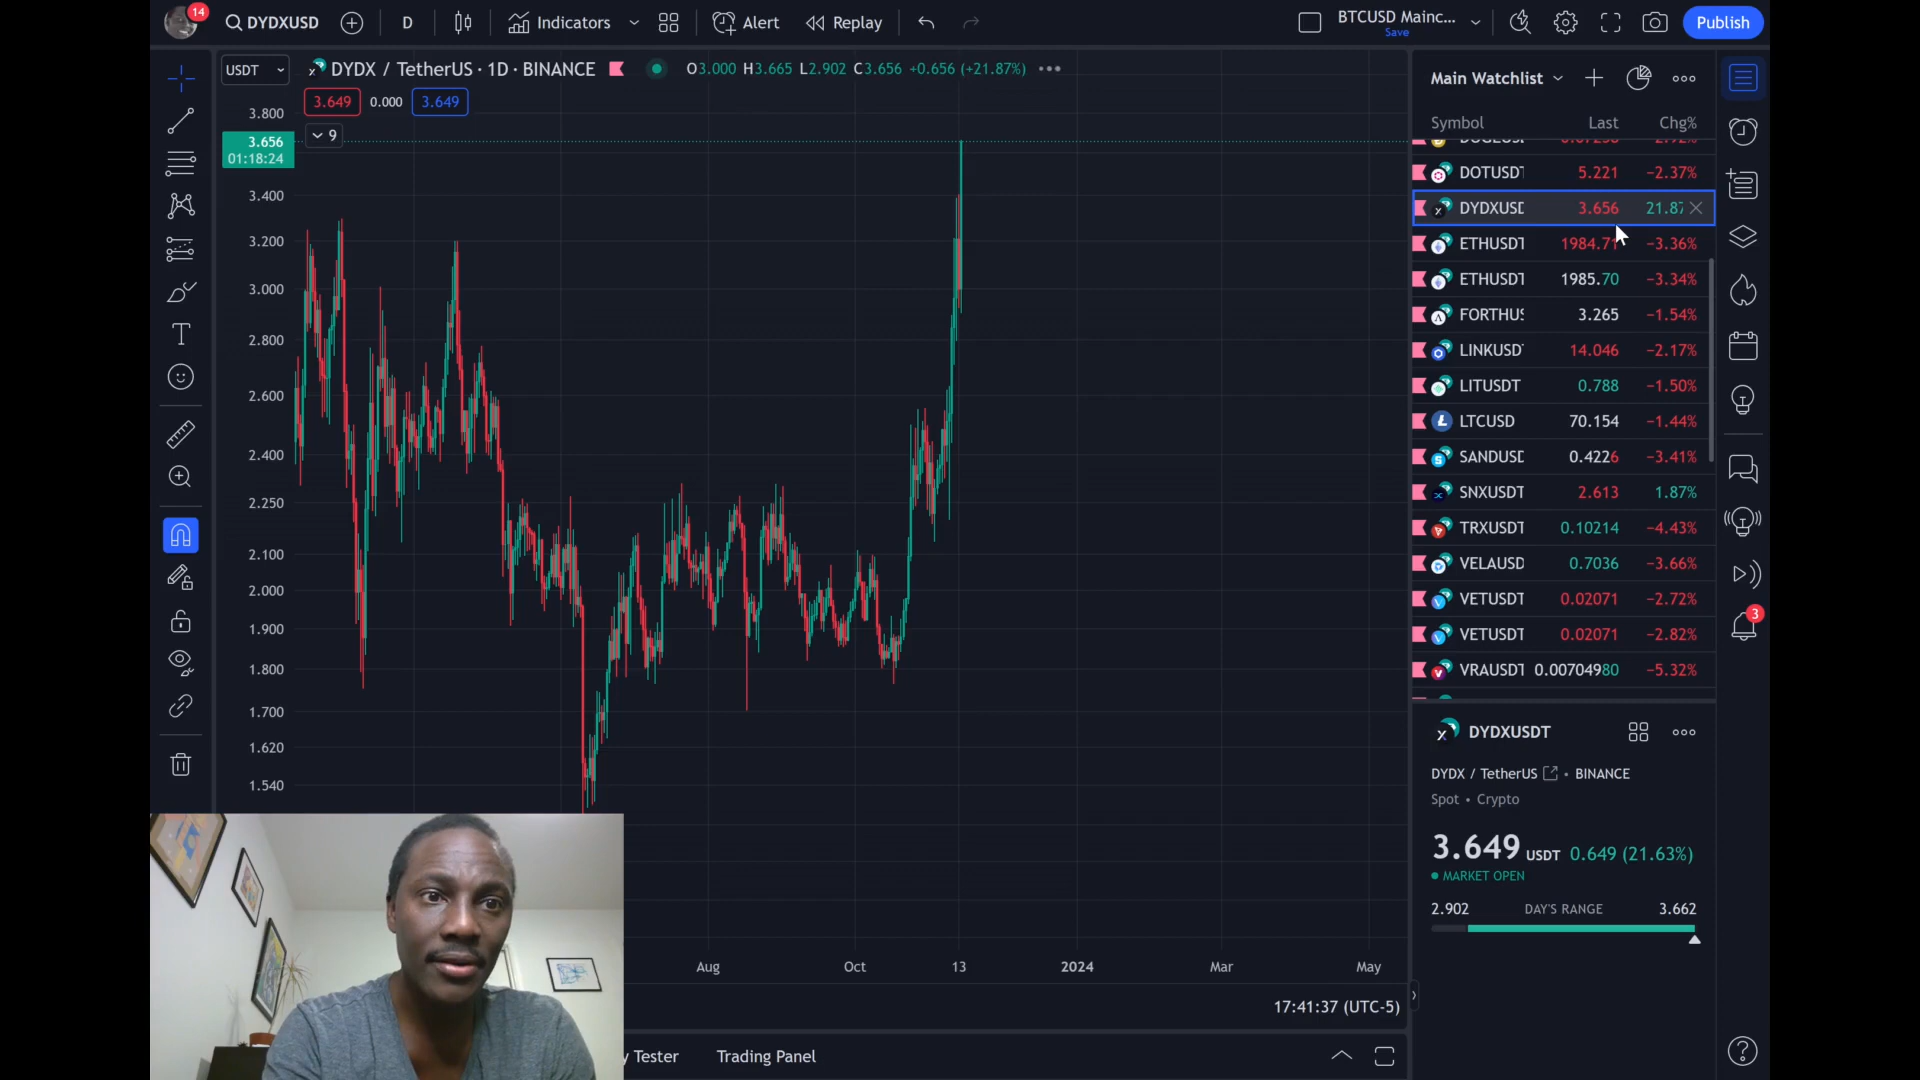 14
DYDXUSD
D
Indicators
Alert
Replay
BTCUSD Mainc...
Save
Publish
USDT
DYDX / TetherUS · 1D · BINANCE
O3.000 H3.665 L2.902 C3.656 +0.656 (+21.87%)
3.649 0.000 3.649
9
3.800
3.656
01:18:24
3.400
3.200
3.000
2.800
2.600
2.400
2.250
2.100
2.000
1.900
1.800
1.700
1.620
1.540
Aug Oct 13 2024 Mar May
17:41:37 (UTC-5)
y Tester Trading Panel
Main Watchlist
Symbol Last Chg%
DOTUSDT 5.221 −2.37%
DYDXUSD 3.656 21.87
ETHUSDT 1984.71 −3.36%
ETHUSDT 1985.70 −3.34%
FORTHUS 3.265 −1.54%
LINKUSD 14.046 −2.17%
LITUSDT 0.788 −1.50%
LTCUSD 70.154 −1.44%
SANDUSD 0.4226 −3.41%
SNXUSDT 2.613 1.87%
TRXUSDT 0.10214 −4.43%
VELAUSD 0.7036 −3.66%
VETUSDT 0.02071 −2.72%
VETUSDT 0.02071 −2.82%
VRAUSDT 0.00704980 −5.32%
DYDXUSDT
DYDX / TetherUS • BINANCE
Spot • Crypto
3.649 USDT 0.649 (21.63%)
MARKET OPEN
2.902 DAY'S RANGE 3.662
3